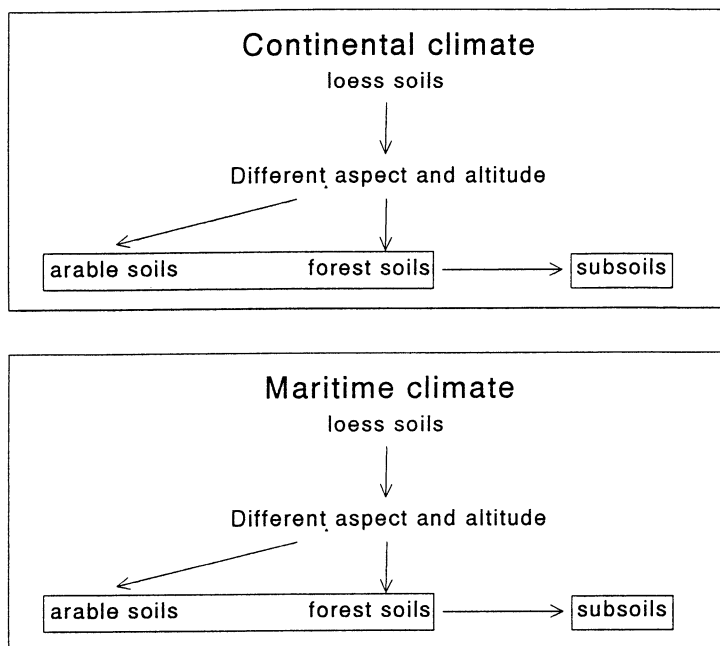 Continental climate
loess soils
Different aspect and altitude
arable soils forest soils subsoils
Maritime climate
loess soils
Different aspect and altitude
arable soils forest soils subsoils